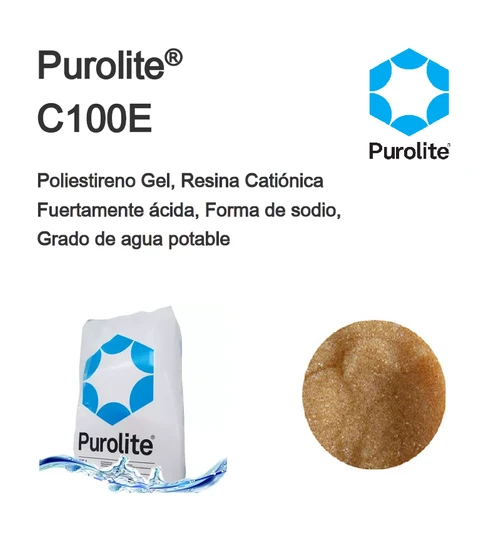 Purolite®
C100E
Purolite®
Poliestireno Gel, Resina Catiónica
Fuertamente ácida, Forma de sodio,
Grado de agua potable
Purolite®